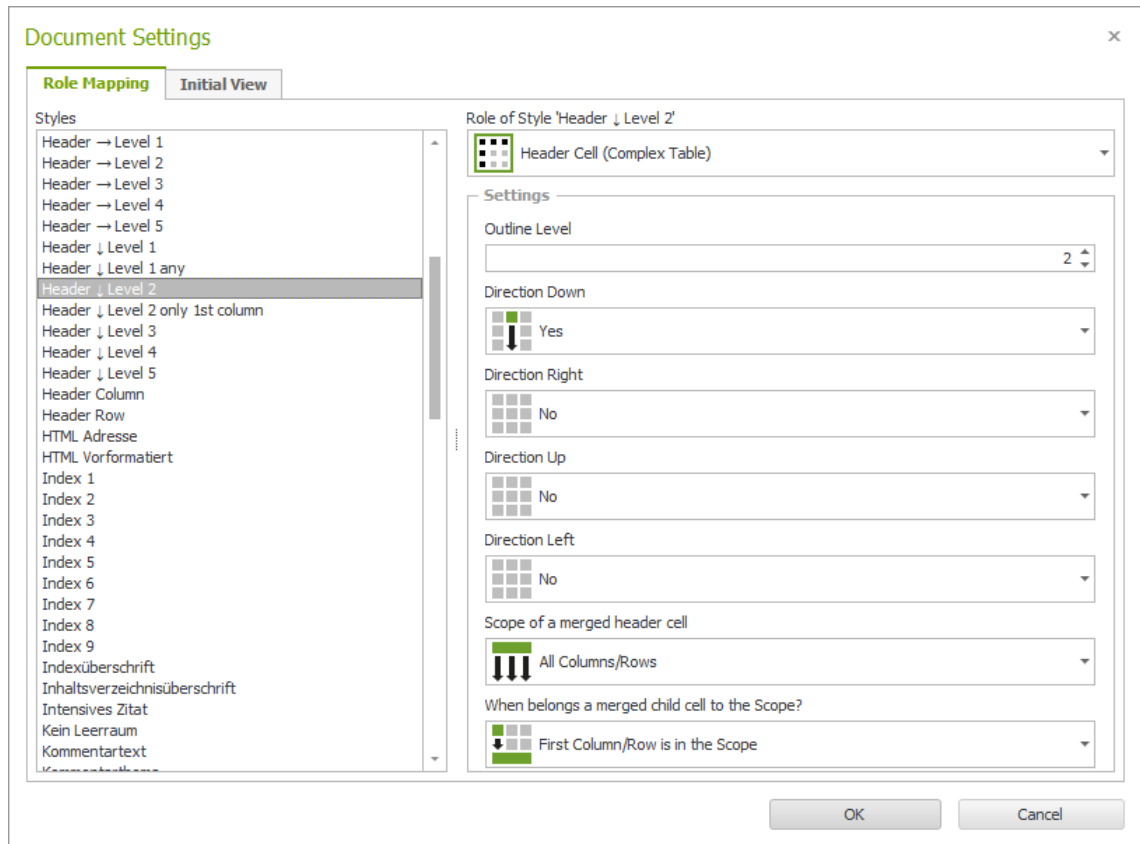 Document Settings
Role Mapping
Initial View
Styles
Header → Level 1
Header → Level 2
Header → Level 3
Header → Level 4
Header → Level 5
Header ↓ Level 1
Header ↓ Level 1 any
Header ↓ Level 2
Header ↓ Level 2 only 1st column
Header ↓ Level 3
Header ↓ Level 4
Header ↓ Level 5
Header Column
Header Row
HTML Adresse
HTML Vorformatiert
Index 1
Index 2
Index 3
Index 4
Index 5
Index 6
Index 7
Index 8
Index 9
Indexüberschrift
Inhaltsverzeichnisüberschrift
Intensives Zitat
Kein Leerraum
Kommentartext
Kommentarthema
Role of Style 'Header ↓ Level 2'
Header Cell (Complex Table)
Settings
Outline Level
2
Direction Down
Yes
Direction Right
No
Direction Up
No
Direction Left
No
Scope of a merged header cell
All Columns/Rows
When belongs a merged child cell to the Scope?
First Column/Row is in the Scope
OK
Cancel